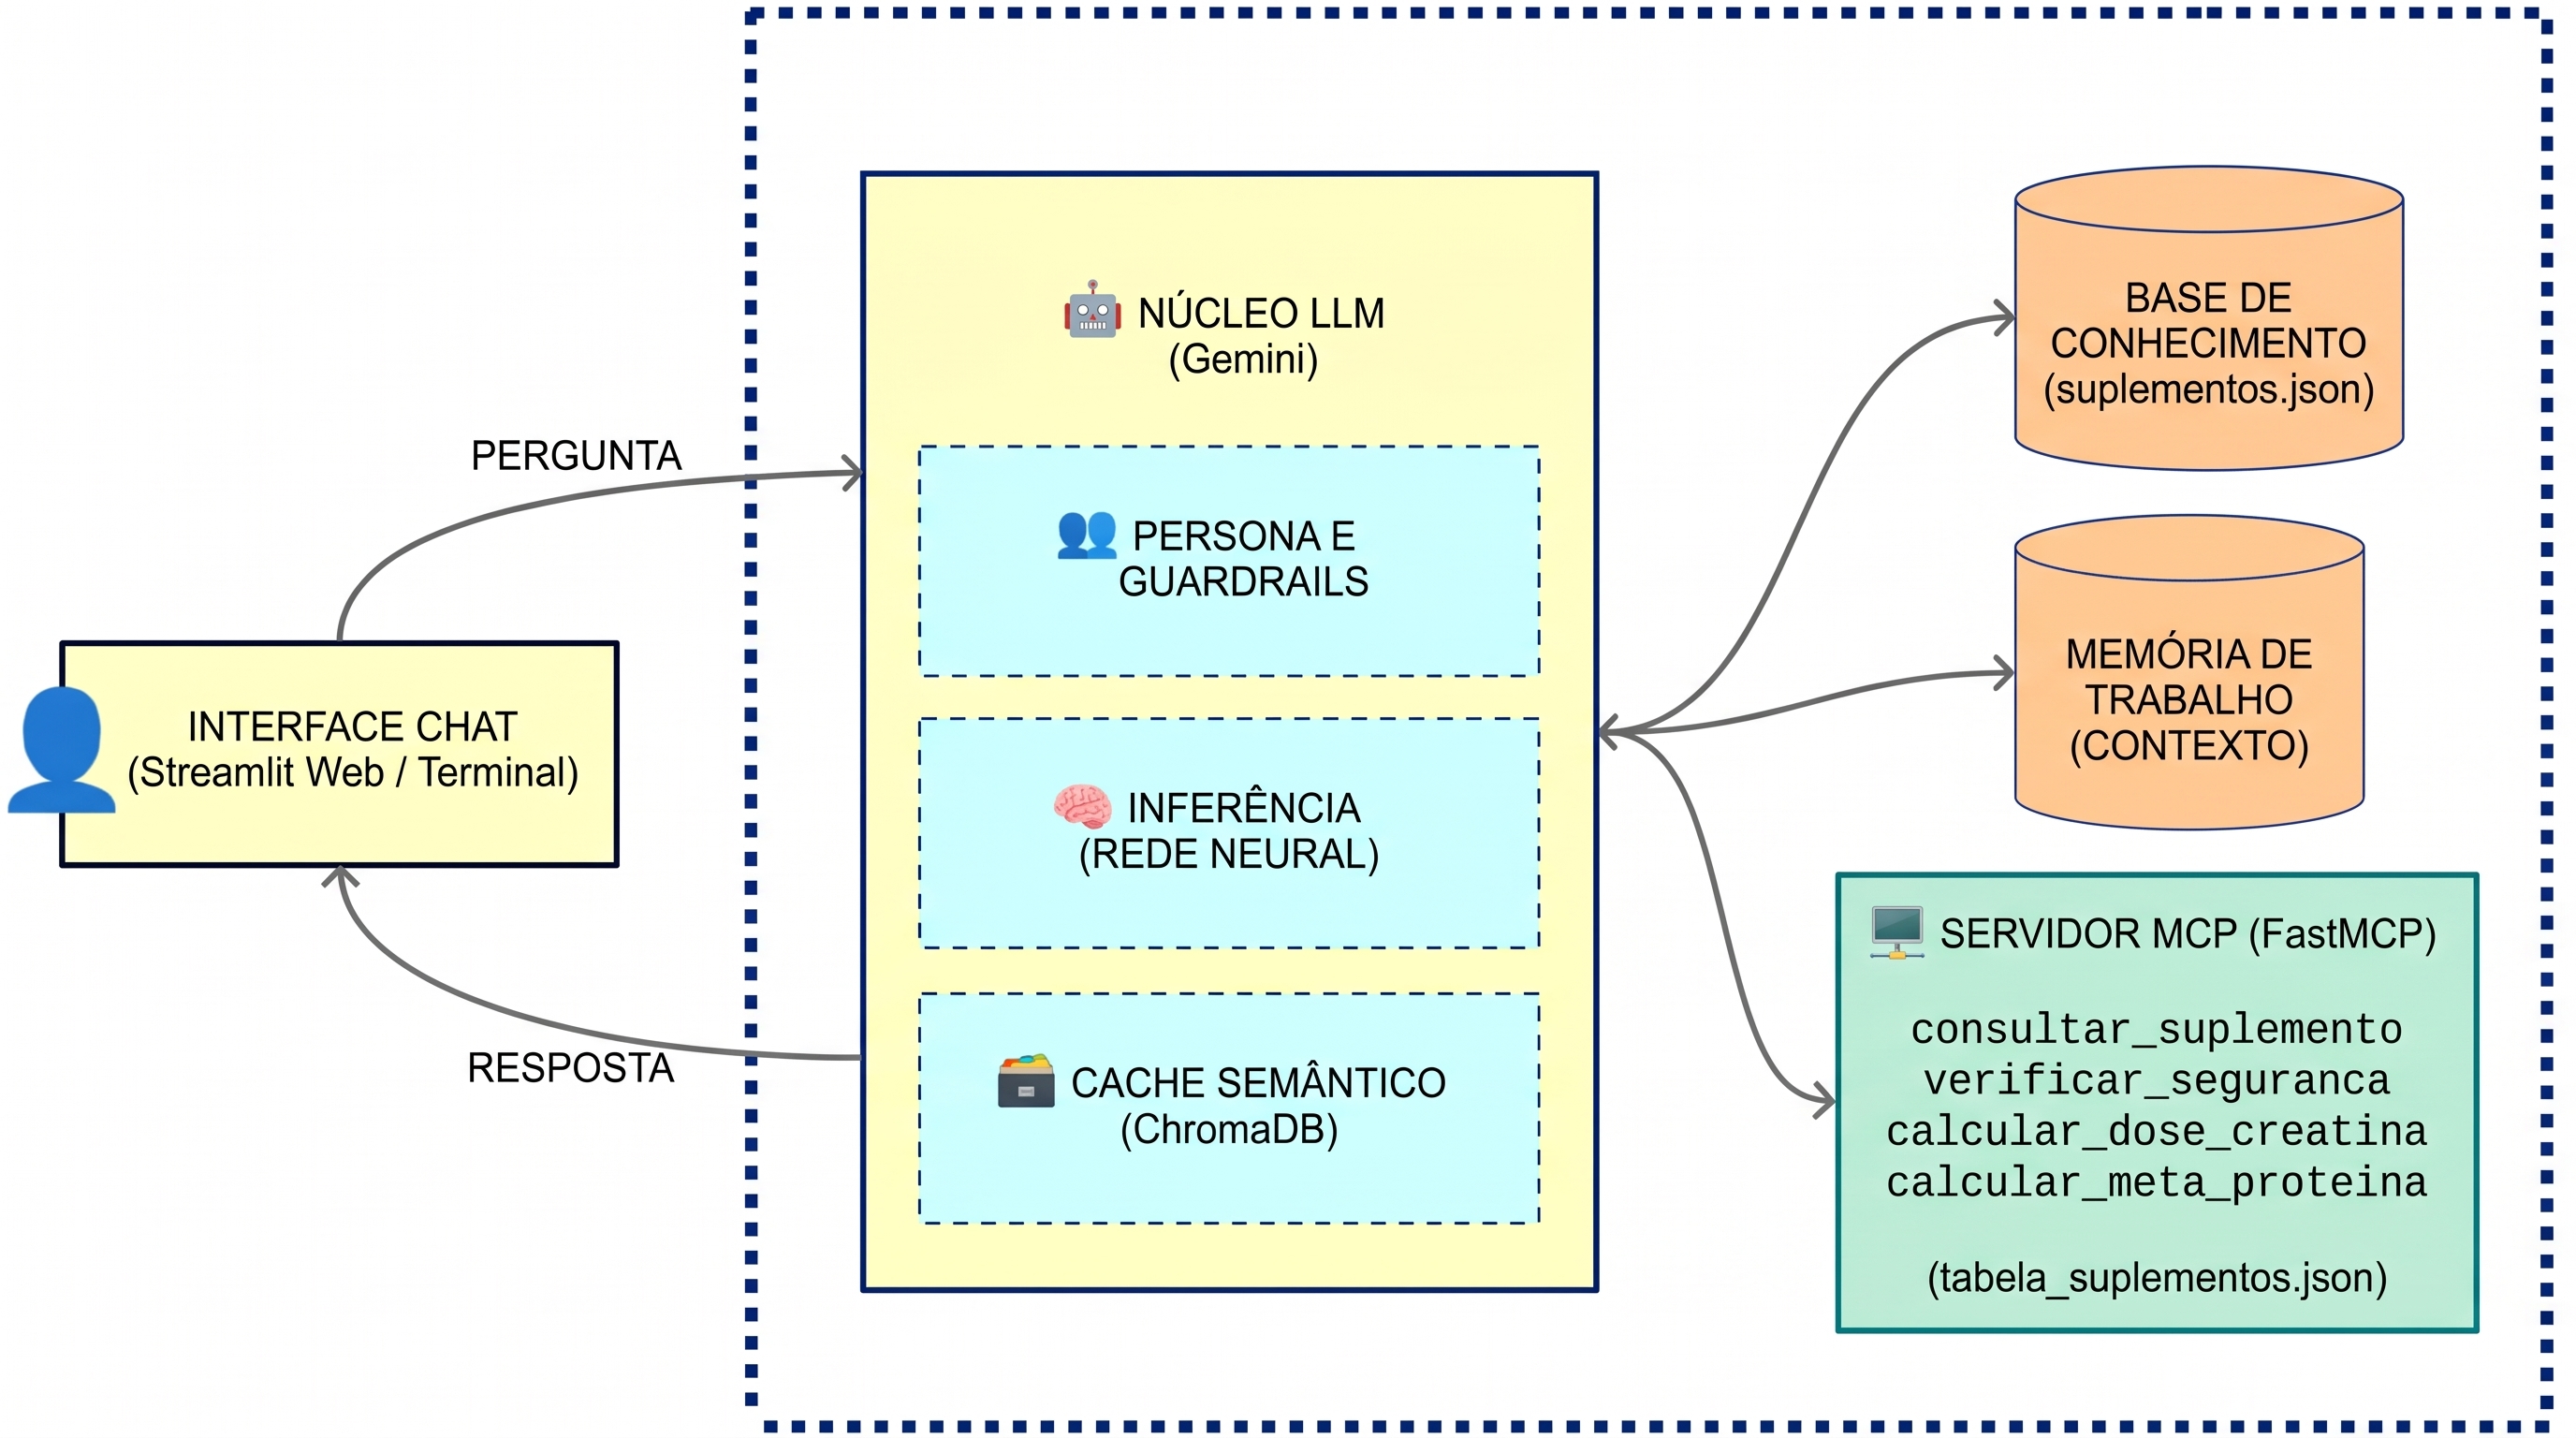 PERGUNTA
INTERFACE CHAT
(Streamlit Web / Terminal)
RESPOSTA
NÚCLEO LLM
(Gemini)
PERSONA E
GUARDRAILS
INFERÊNCIA
(REDE NEURAL)
CACHE SEMÂNTICO
(ChromaDB)
BASE DE
CONHECIMENTO
(suplementos.json)
MEMÓRIA DE
TRABALHO
(CONTEXTO)
SERVIDOR MCP (FastMCP)
consultar_suplemento
verificar_seguranca
calcular_dose_creatina
calcular_meta_proteina
(tabela_suplementos.json)